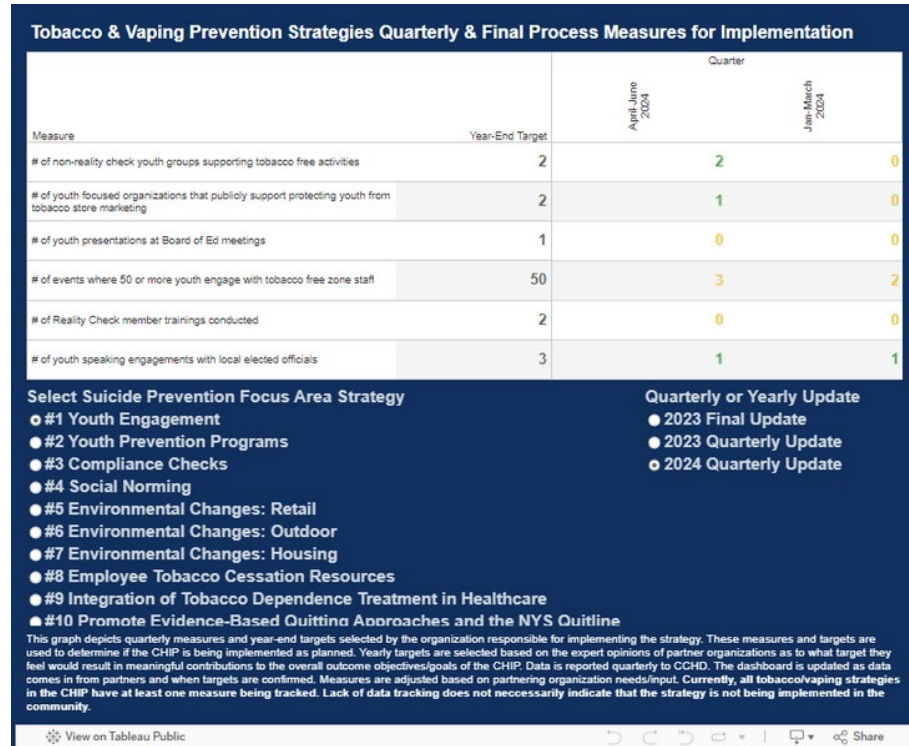 Tobacco & Vaping Prevention Strategies Quarterly & Final Process Measures for Implementation
Quarter
Measure
Year-End Target
April-June
2024
Jan-March
2024
# of non-reality check youth groups supporting tobacco free activities 2 2 0
# of youth focused organizations that publicly support protecting youth from
tobacco store marketing 2 1 0
# of youth presentations at Board of Ed meetings 1 0 0
# of events where 50 or more youth engage with tobacco free zone staff 50 3 2
# of Reality Check member trainings conducted 2 0 0
# of youth speaking engagements with local elected officials 3 1 1
Select Suicide Prevention Focus Area Strategy
#1 Youth Engagement
#2 Youth Prevention Programs
#3 Compliance Checks
#4 Social Norming
#5 Environmental Changes: Retail
#6 Environmental Changes: Outdoor
#7 Environmental Changes: Housing
#8 Employee Tobacco Cessation Resources
#9 Integration of Tobacco Dependence Treatment in Healthcare
#10 Promote Evidence-Based Quitting Approaches and the NYS Quitline
Quarterly or Yearly Update
2023 Final Update
2023 Quarterly Update
2024 Quarterly Update
This graph depicts quarterly measures and year-end targets selected by the organization responsible for implementing the strategy. These measures and targets are
used to determine if the CHIP is being implemented as planned. Yearly targets are selected based on the expert opinions of partner organizations as to what target they
feel would result in meaningful contributions to the overall outcome objectives/goals of the CHIP. Data is reported quarterly to CCHD. The dashboard is updated as data
comes in from partners and when targets are confirmed. Measures are adjusted based on partnering organization needs/input. Currently, all tobacco/vaping strategies
in the CHIP have at least one measure being tracked. Lack of data tracking does not neccessarily indicate that the strategy is not being implemented in the
community.
View on Tableau Public
Share